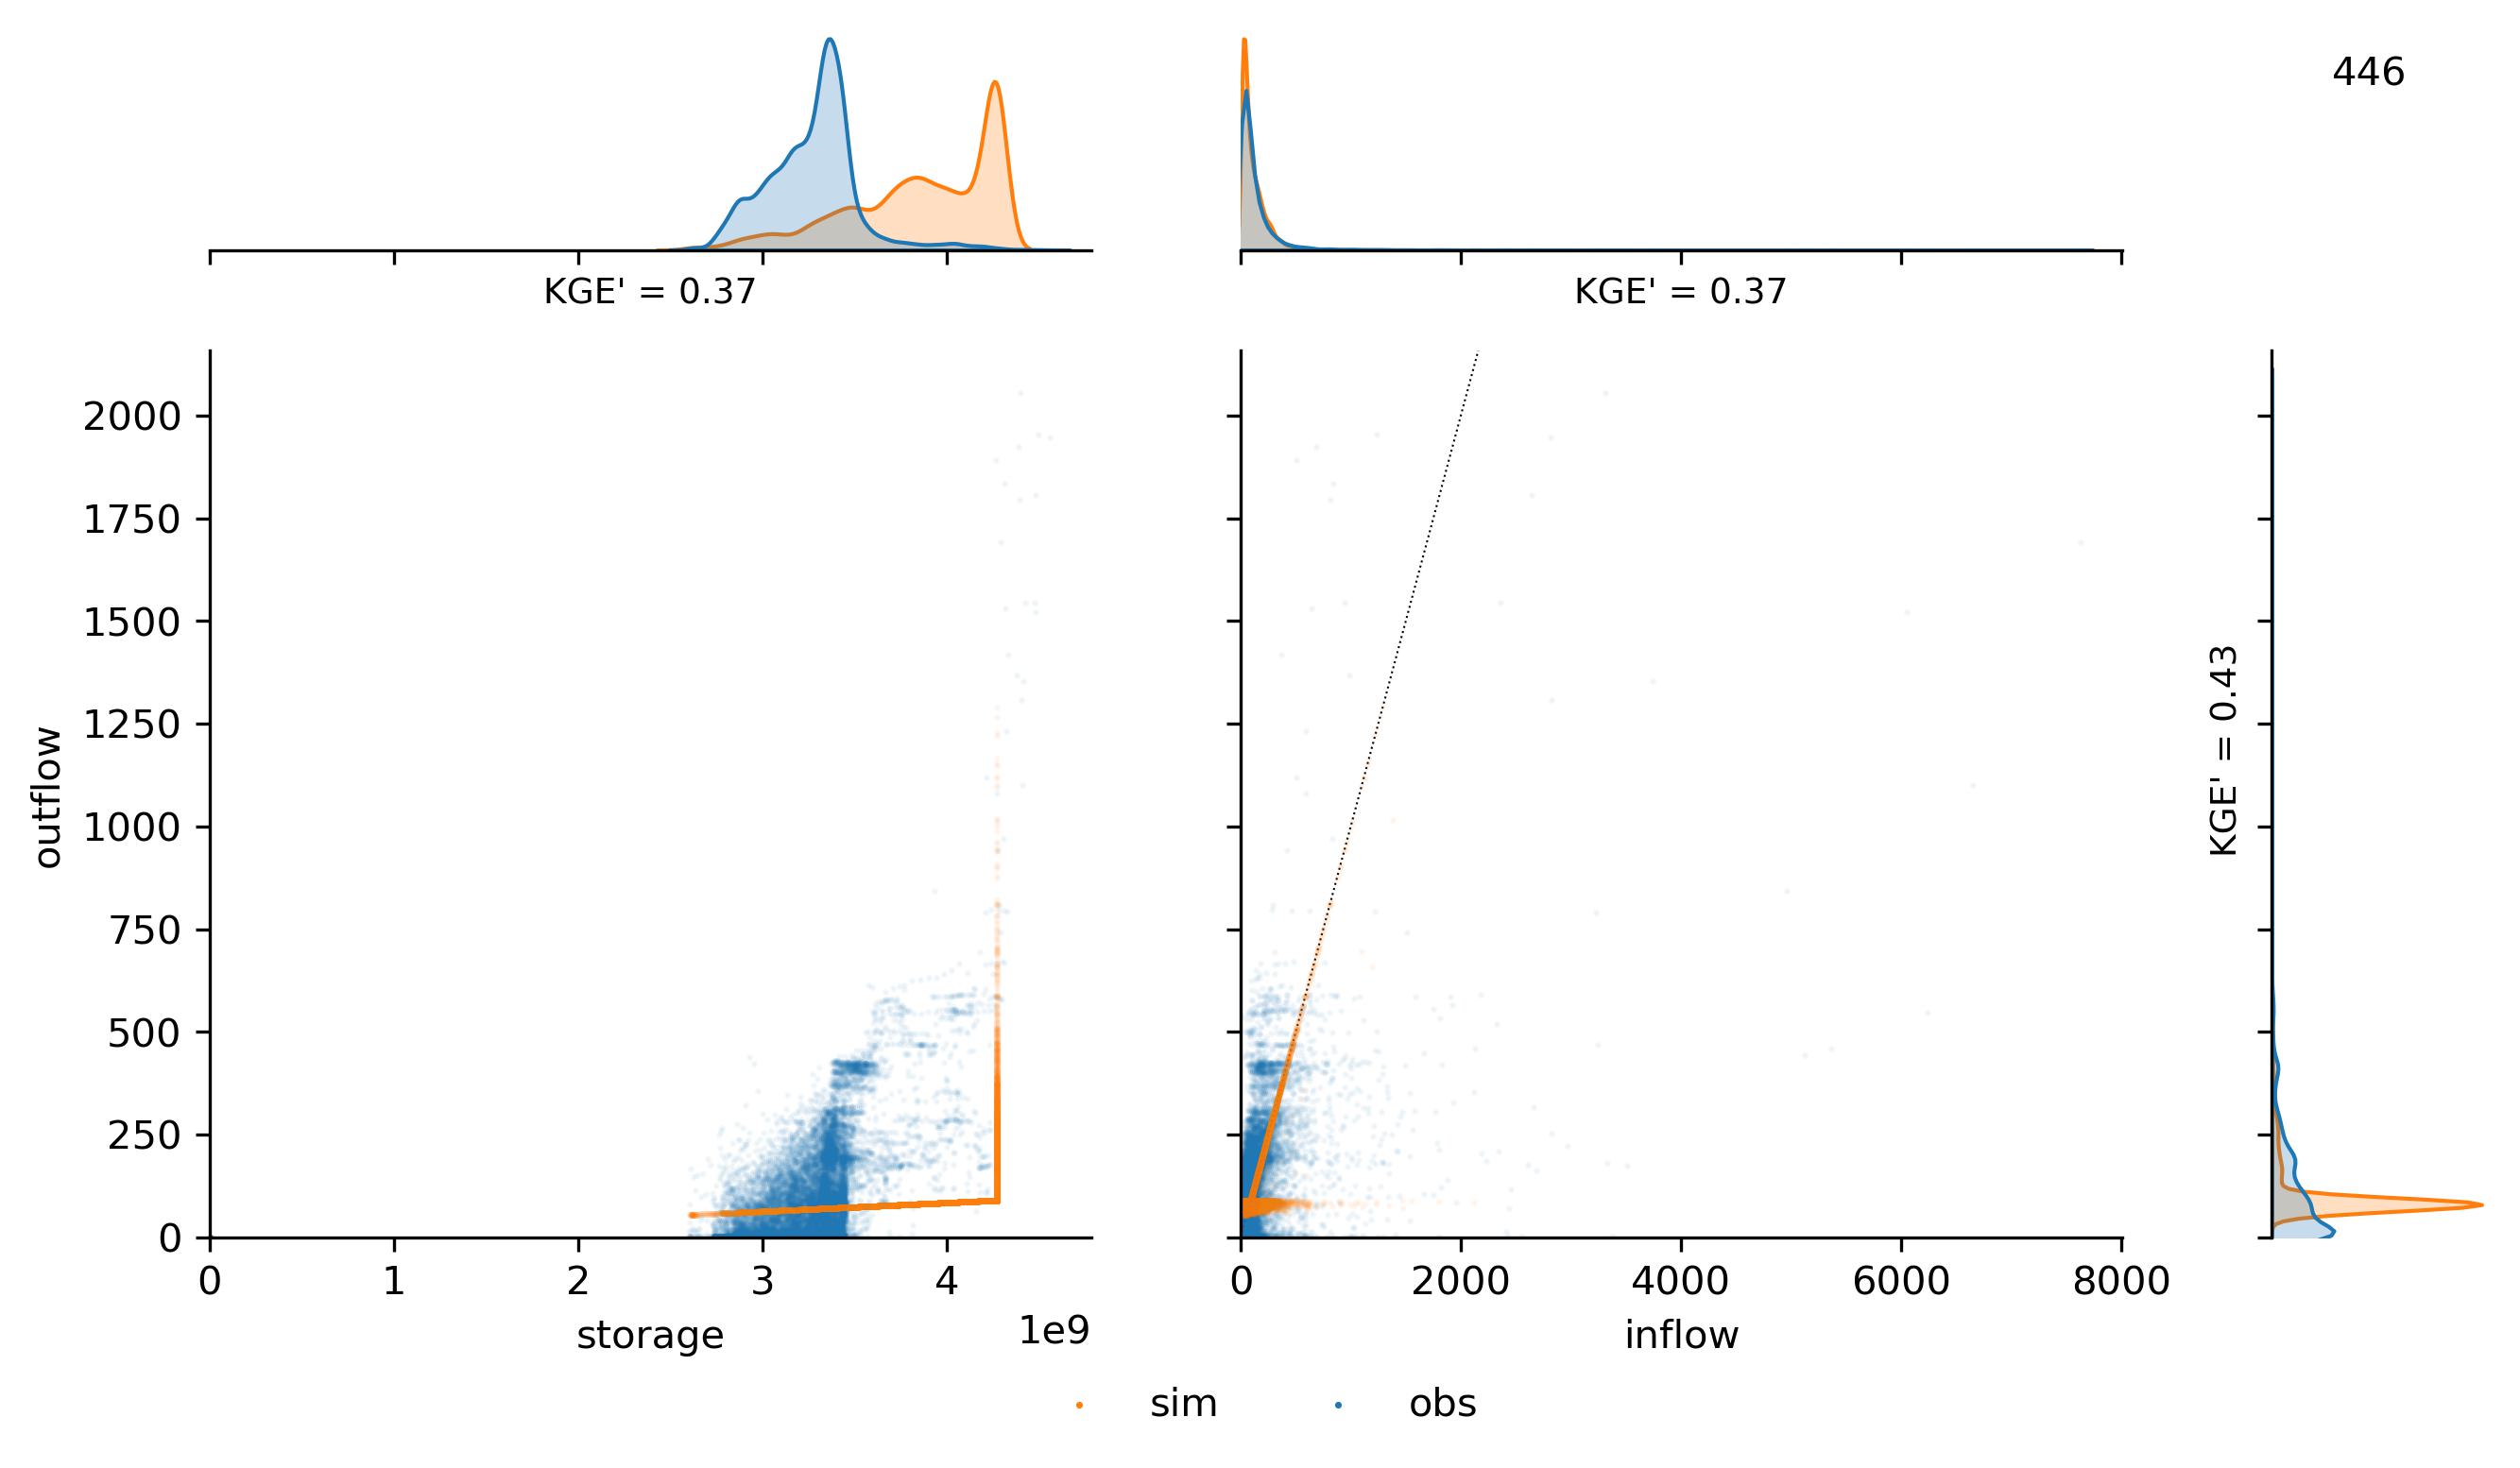 446
KGE' = 0.37
KGE' = 0.37
outflow
2000
1750
1500
1250
1000
750
500
250
0
KGE' = 0.43
0 1 2 3 4
1e9
storage
0 2000 4000 6000 8000
inflow
sim obs